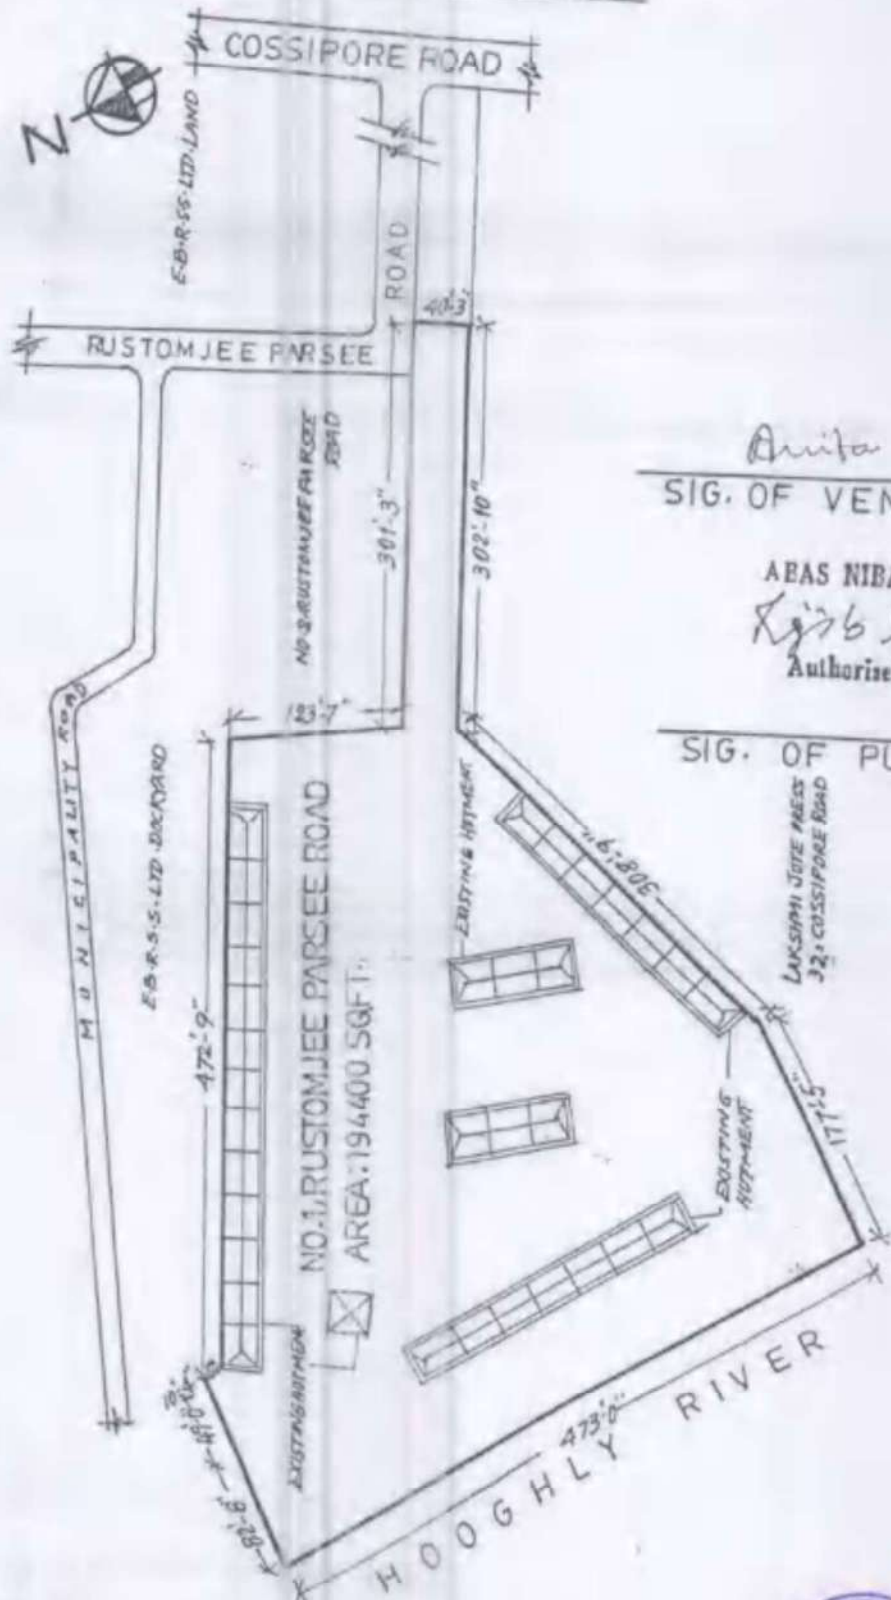 COSSIPORE ROAD
N
E·B·R·SS·LTD·LAND
ROAD
40'-3"
RUSTOMJEE PARSEE
NO·2·RUSTOMJEE PARSEE
ROAD
301'-3"
302'-10"
Anita
SIG. OF VEN
ABAS NIBA
Authorise
SIG. OF PU
MUNICIPALITY ROAD
E·B·R·S·S·LTD·DOCKYARD
123'-7"
472'-9"
NO.1,RUSTOMJEE PARSEE ROAD
AREA:194400 SQFT.
EXISTING HUTMENT
308'-9"
LAKSHMI JUTE PRESS
32, COSSIPORE ROAD
177'-5"
EXISTING
HUTMENT
EXISTING HUTMENT
82'-8"
473'-0"
HOOGHLY RIVER